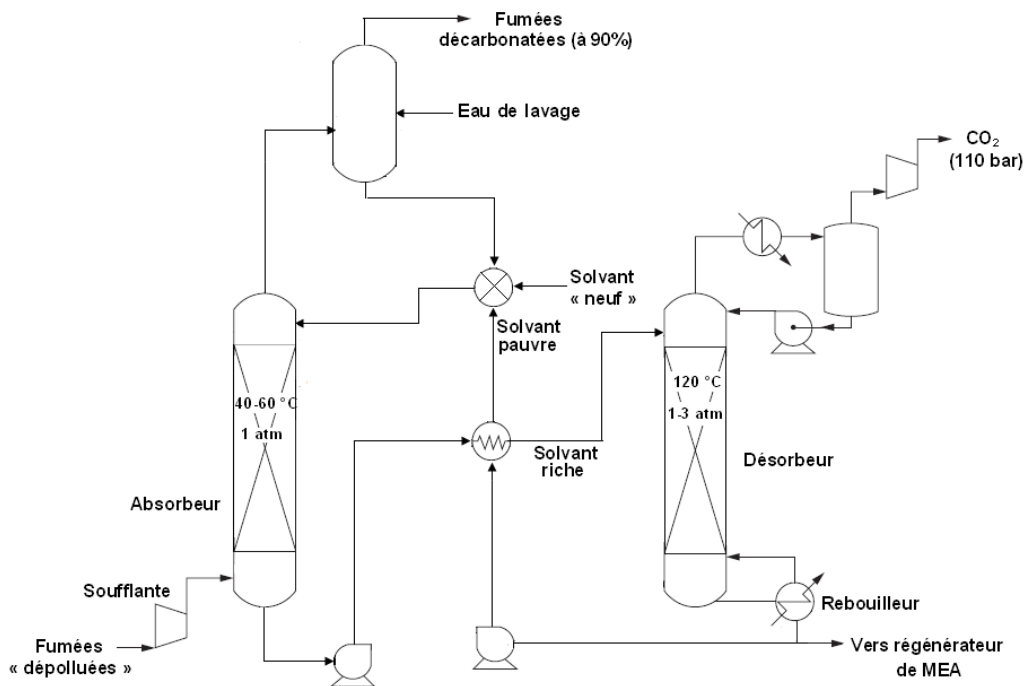 Fumées
décarbonatées (à 90%)
Eau de lavage
CO₂
(110 bar)
Solvant
« neuf »
Solvant
pauvre
40-60 °C
1 atm
120 °C
1-3 atm
Solvant
riche
Désorbeur
Absorbeur
Soufflante
Rebouilleur
Fumées
« dépolluées »
Vers régénérateur
de MEA